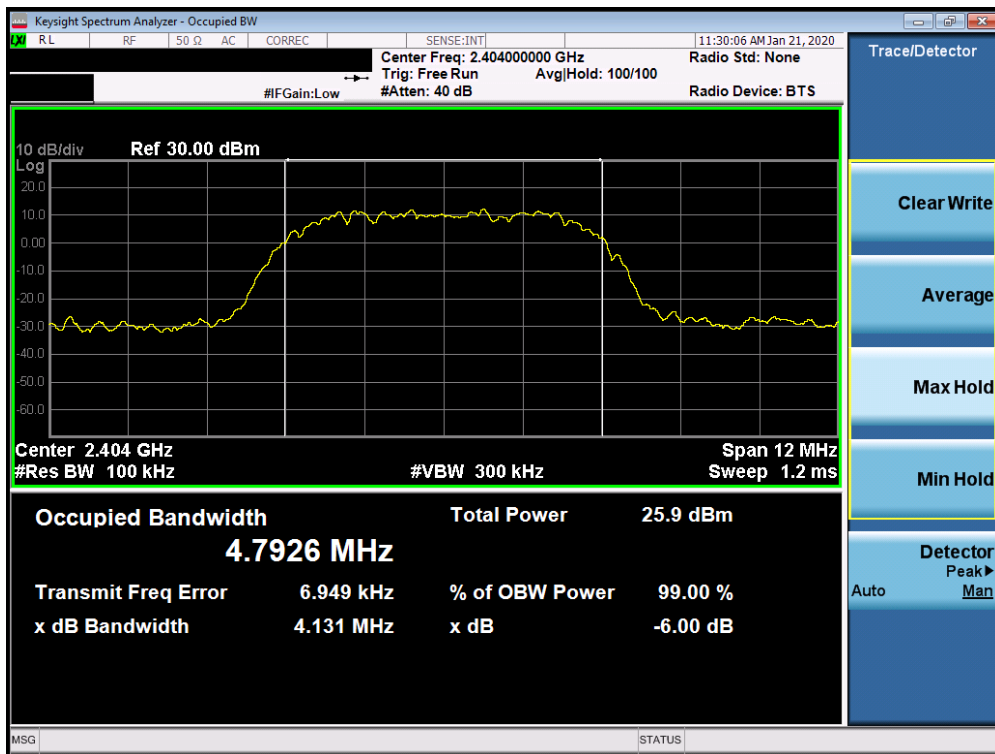 Keysight Spectrum Analyzer - Occupied BW
LXI RL RF 50 Ω AC CORREC SENSE:INT 11:30:06 AM Jan 21, 2020
Center Freq: 2.404000000 GHz Radio Std: None
Trig: Free Run Avg|Hold: 100/100
#IFGain:Low #Atten: 40 dB Radio Device: BTS
Trace/Detector
10 dB/div Ref 30.00 dBm
Log
20.0
10.0
0.00
-10.0
-20.0
-30.0
-40.0
-50.0
-60.0
Center 2.404 GHz Span 12 MHz
#Res BW 100 kHz #VBW 300 kHz Sweep 1.2 ms
Occupied Bandwidth Total Power 25.9 dBm
4.7926 MHz
Transmit Freq Error 6.949 kHz % of OBW Power 99.00 %
x dB Bandwidth 4.131 MHz x dB -6.00 dB
Clear Write
Average
Max Hold
Min Hold
Detector
Peak▶
Auto Man
MSG STATUS